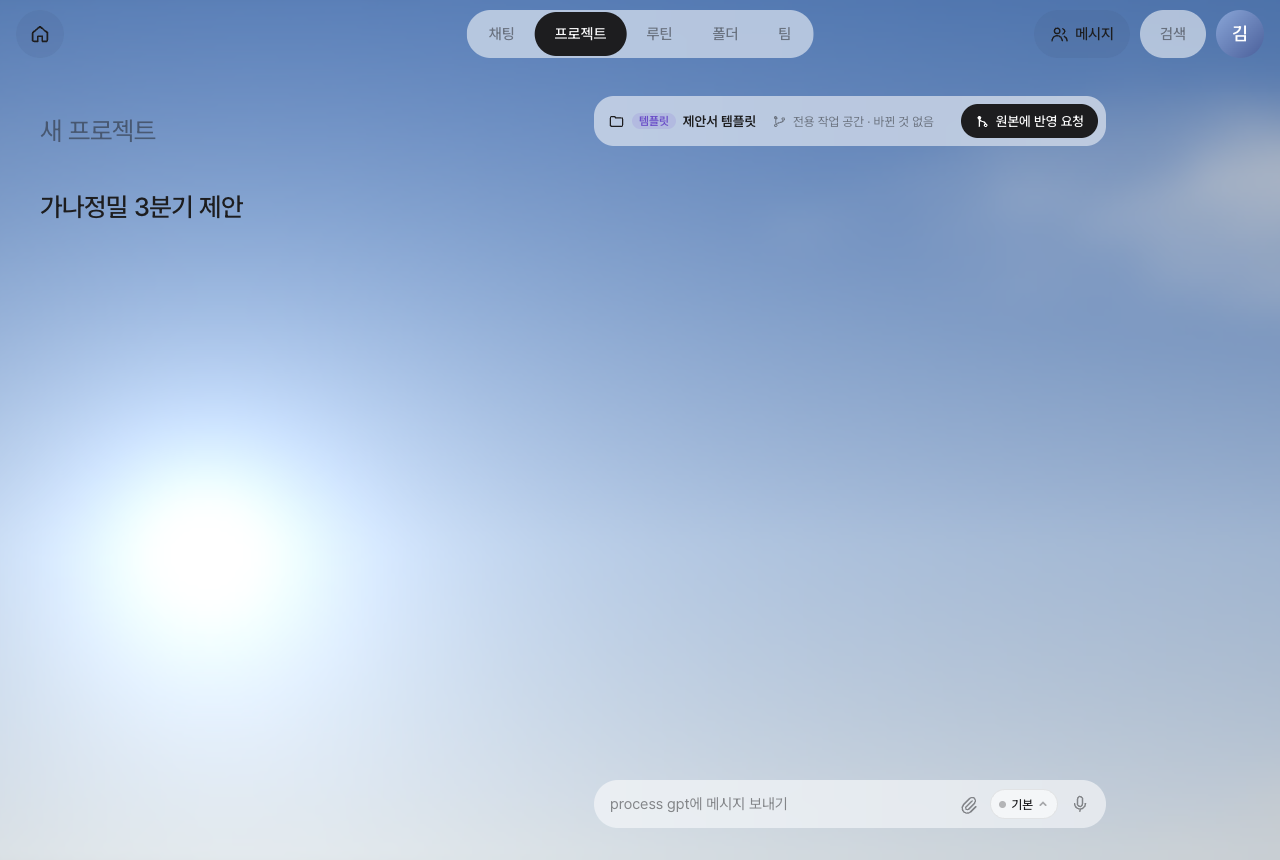 채팅
프로젝트
루틴
폴더
팀
메시지
검색
김
새 프로젝트
가나정밀 3분기 제안
템플릿 제안서 템플릿 전용 작업 공간 · 바뀐 것 없음 원본에 반영 요청
process gpt에 메시지 보내기
기본